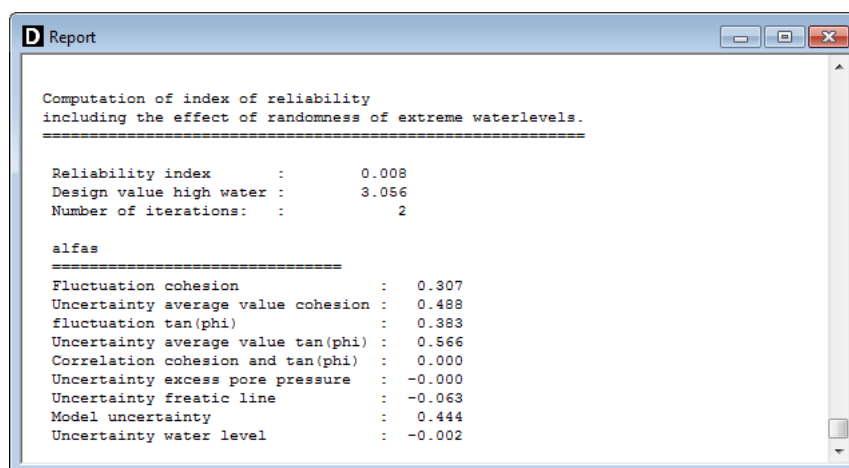 D Report
Computation of index of reliability
including the effect of randomness of extreme waterlevels.
==========================================================
Reliability index : 0.008
Design value high water : 3.056
Number of iterations: : 2
alfas
===============================
Fluctuation cohesion : 0.307
Uncertainty average value cohesion : 0.488
fluctuation tan(phi) : 0.383
Uncertainty average value tan(phi) : 0.566
Correlation cohesion and tan(phi) : 0.000
Uncertainty excess pore pressure : -0.000
Uncertainty freatic line : -0.063
Model uncertainty : 0.444
Uncertainty water level : -0.002